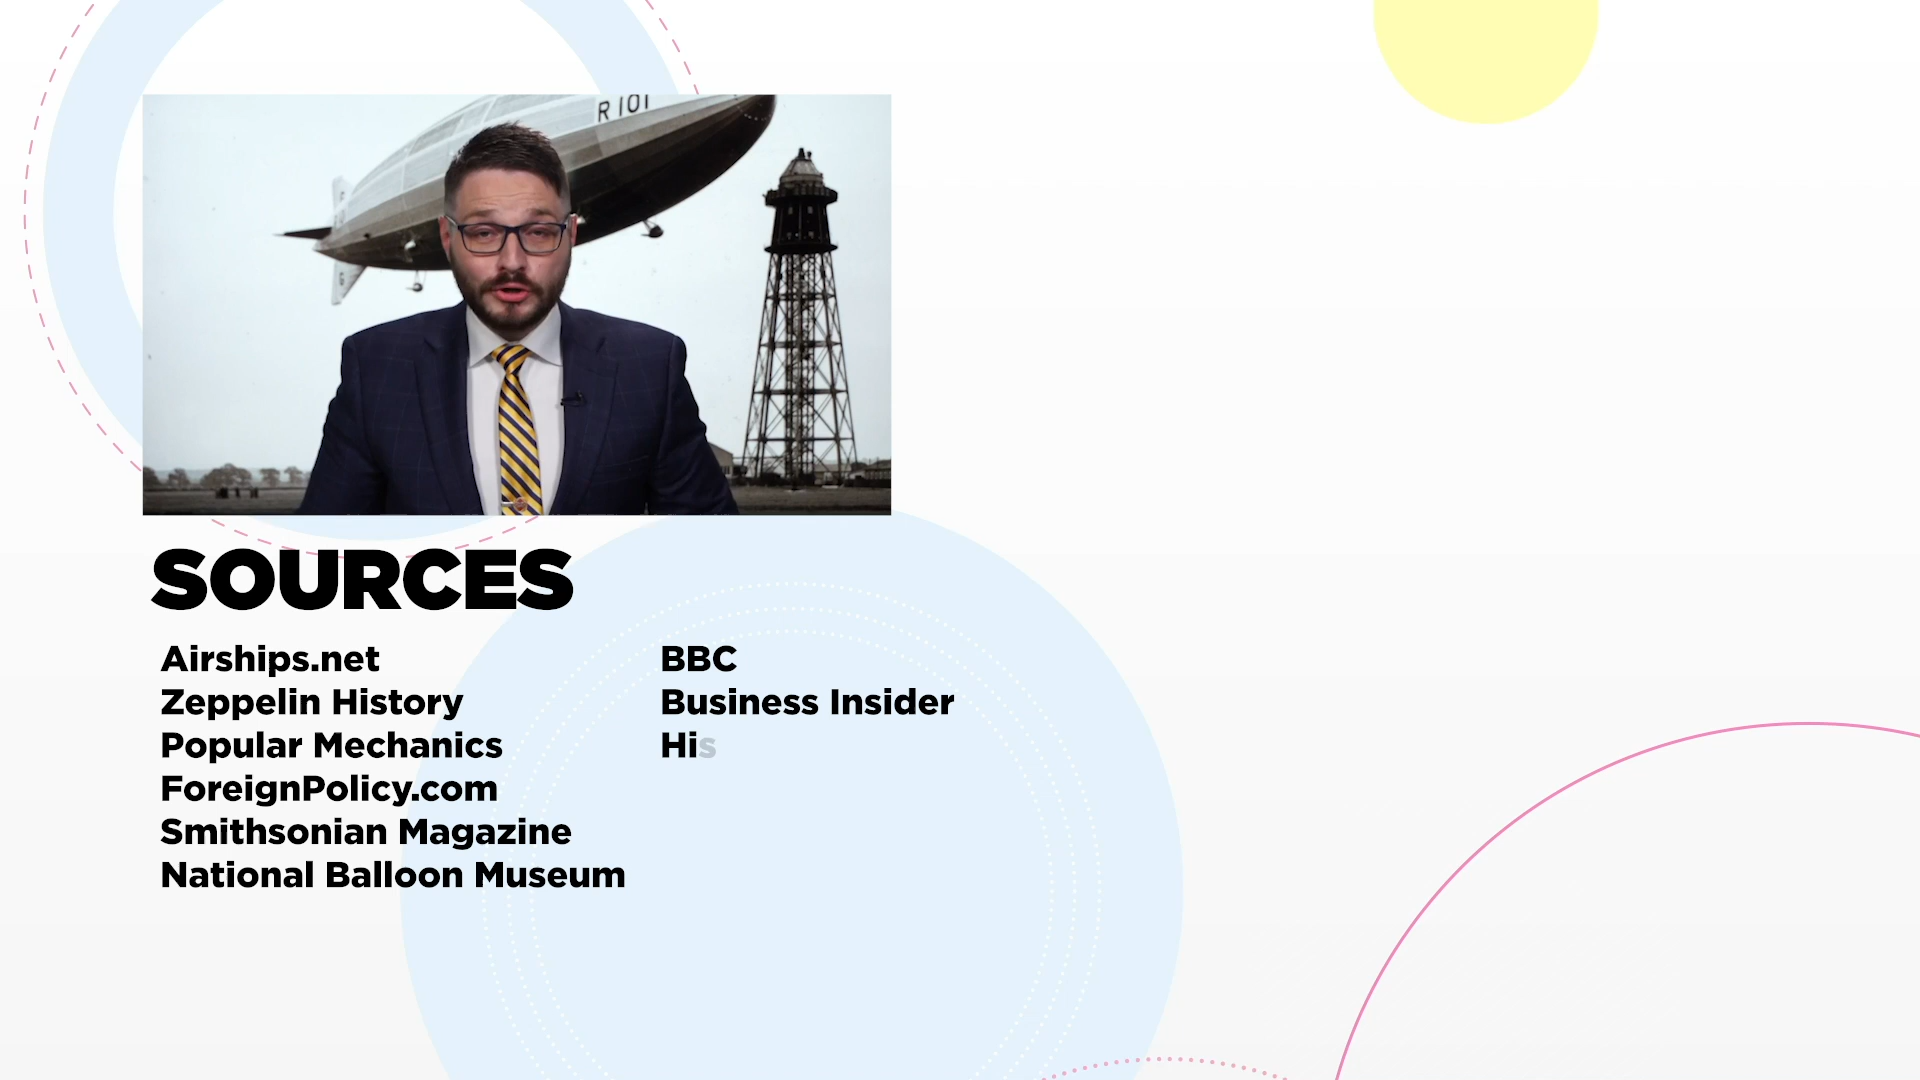 R 101
SOURCES
Airships.net
Zeppelin History
Popular Mechanics
ForeignPolicy.com
Smithsonian Magazine
National Balloon Museum
BBC
Business Insider
His